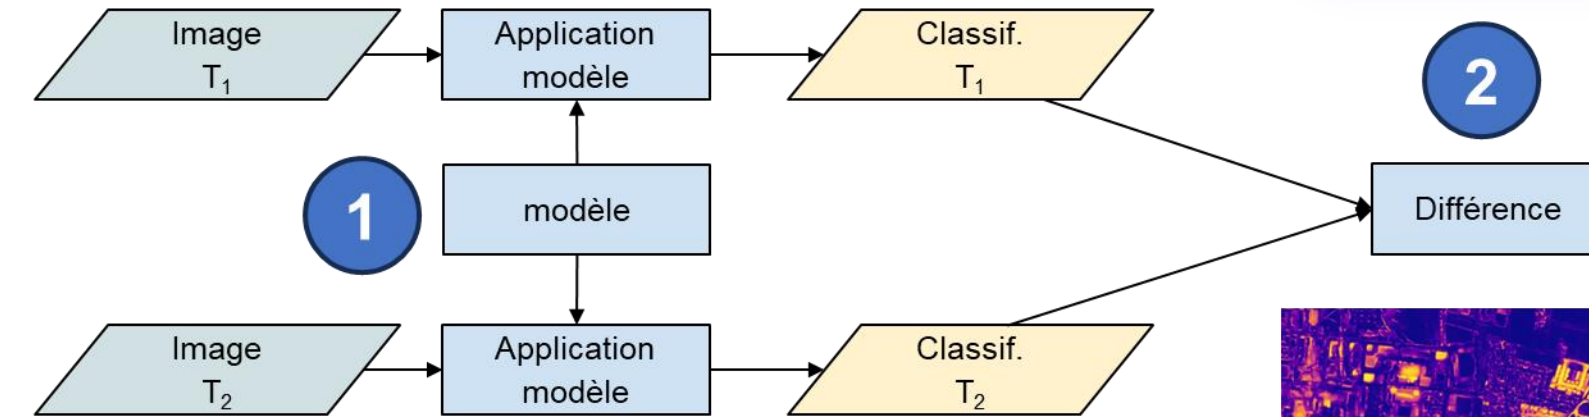 Image
T₁
Application
modèle
Classif.
T₁
2
1
modèle
Différence
Image
T₂
Application
modèle
Classif.
T₂